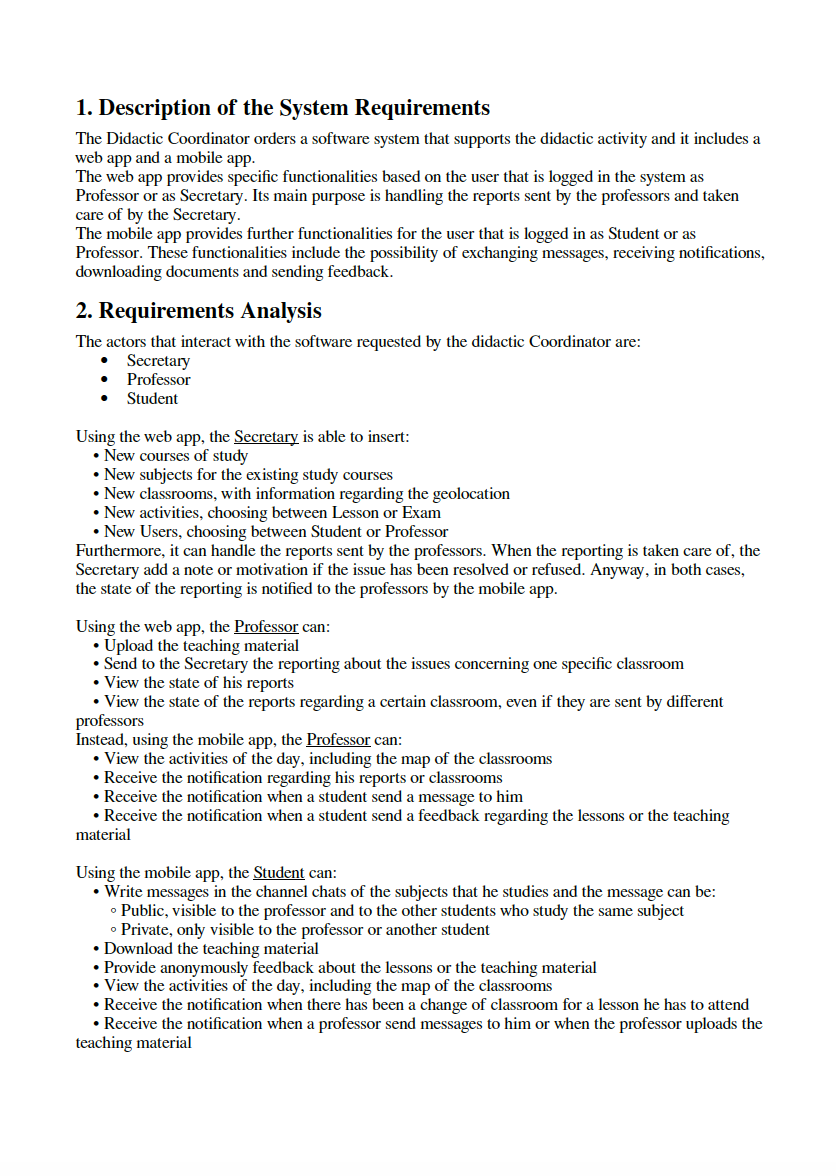 1. Description of the System Requirements
The Didactic Coordinator orders a software system that supports the didactic activity and it includes a
web app and a mobile app.
The web app provides specific functionalities based on the user that is logged in the system as
Professor or as Secretary. Its main purpose is handling the reports sent by the professors and taken
care of by the Secretary.
The mobile app provides further functionalities for the user that is logged in as Student or as
Professor. These functionalities include the possibility of exchanging messages, receiving notifications,
downloading documents and sending feedback.
2. Requirements Analysis
The actors that interact with the software requested by the didactic Coordinator are:
• Secretary
• Professor
• Student
Using the web app, the Secretary is able to insert:
• New courses of study
• New subjects for the existing study courses
• New classrooms, with information regarding the geolocation
• New activities, choosing between Lesson or Exam
• New Users, choosing between Student or Professor
Furthermore, it can handle the reports sent by the professors. When the reporting is taken care of, the
Secretary add a note or motivation if the issue has been resolved or refused. Anyway, in both cases,
the state of the reporting is notified to the professors by the mobile app.
Using the web app, the Professor can:
• Upload the teaching material
• Send to the Secretary the reporting about the issues concerning one specific classroom
• View the state of his reports
• View the state of the reports regarding a certain classroom, even if they are sent by different
professors
Instead, using the mobile app, the Professor can:
• View the activities of the day, including the map of the classrooms
• Receive the notification regarding his reports or classrooms
• Receive the notification when a student send a message to him
• Receive the notification when a student send a feedback regarding the lessons or the teaching
material
Using the mobile app, the Student can:
• Write messages in the channel chats of the subjects that he studies and the message can be:
◦ Public, visible to the professor and to the other students who study the same subject
◦ Private, only visible to the professor or another student
• Download the teaching material
• Provide anonymously feedback about the lessons or the teaching material
• View the activities of the day, including the map of the classrooms
• Receive the notification when there has been a change of classroom for a lesson he has to attend
• Receive the notification when a professor send messages to him or when the professor uploads the
teaching material